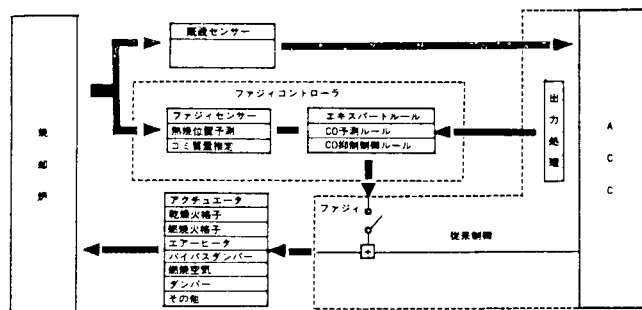 既設センサー
ファジィコントローラ
ファジィセンサー
熱焼位置予測
ゴミ質量推定
エキスパートルール
CO予測ルール
CO抑制制御ルール
出力処理
ACC
焼却炉
ファジィ
従来制御
アクチュエータ
乾燥火格子
燃焼火格子
エアーヒータ
バイパスダンパー
燃焼空気
ダンパー
その他